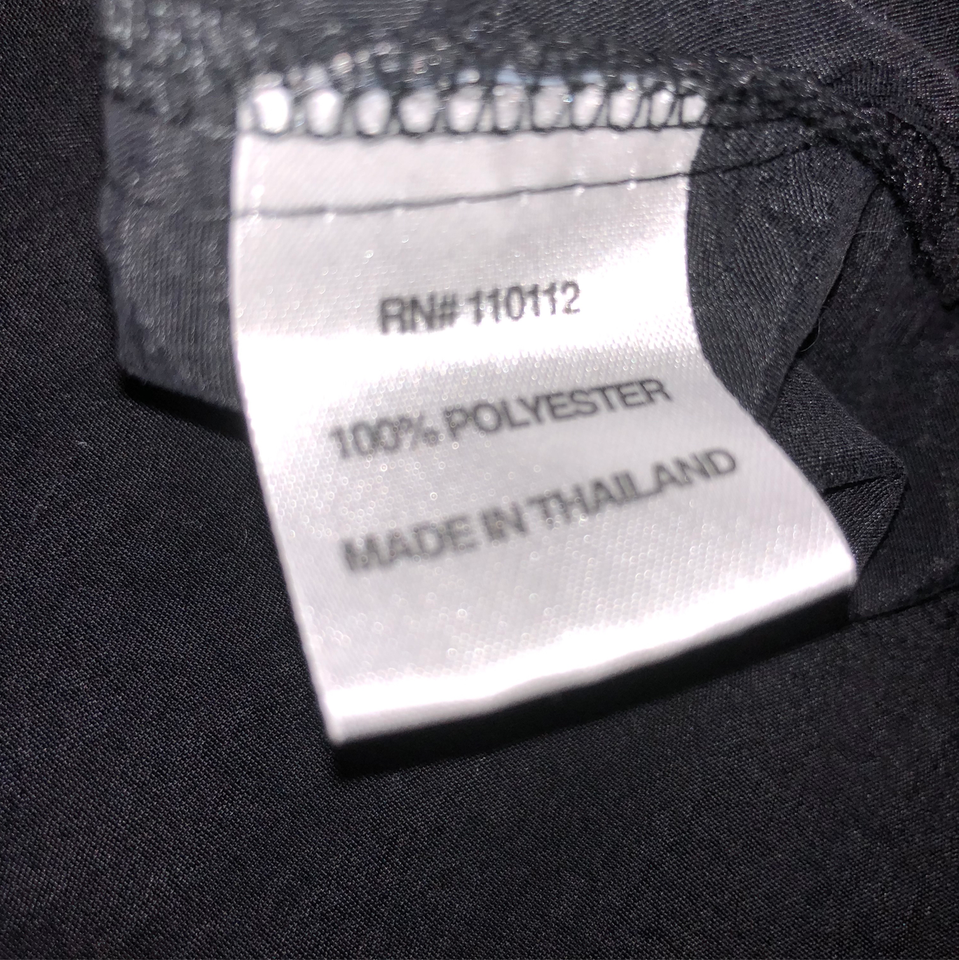 RN# 110112
100% POLYESTER
MADE IN THAILAND